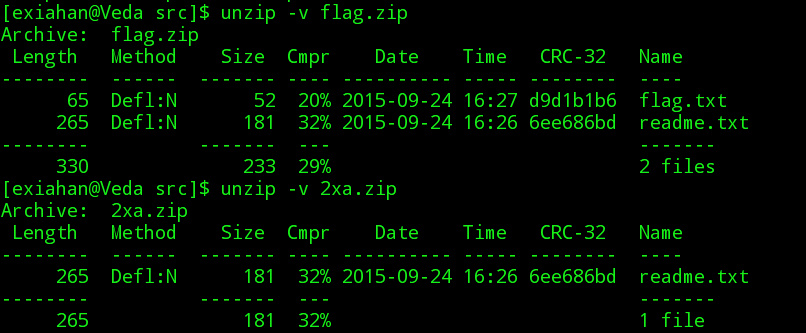 [exiahan@Veda src]$ unzip -v flag.zip
Archive:  flag.zip
 Length   Method    Size  Cmpr    Date    Time   CRC-32   Name
--------  ------  ------- ---- ---------- ----- --------  ----
      65  Defl:N       52  20% 2015-09-24 16:27 d9d1b1b6  flag.txt
     265  Defl:N      181  32% 2015-09-24 16:26 6ee686bd  readme.txt
--------          -------  ---                            -------
     330              233  29%                            2 files
[exiahan@Veda src]$ unzip -v 2xa.zip
Archive:  2xa.zip
 Length   Method    Size  Cmpr    Date    Time   CRC-32   Name
--------  ------  ------- ---- ---------- ----- --------  ----
     265  Defl:N      181  32% 2015-09-24 16:26 6ee686bd  readme.txt
--------          -------  ---                            -------
     265              181  32%                            1 file